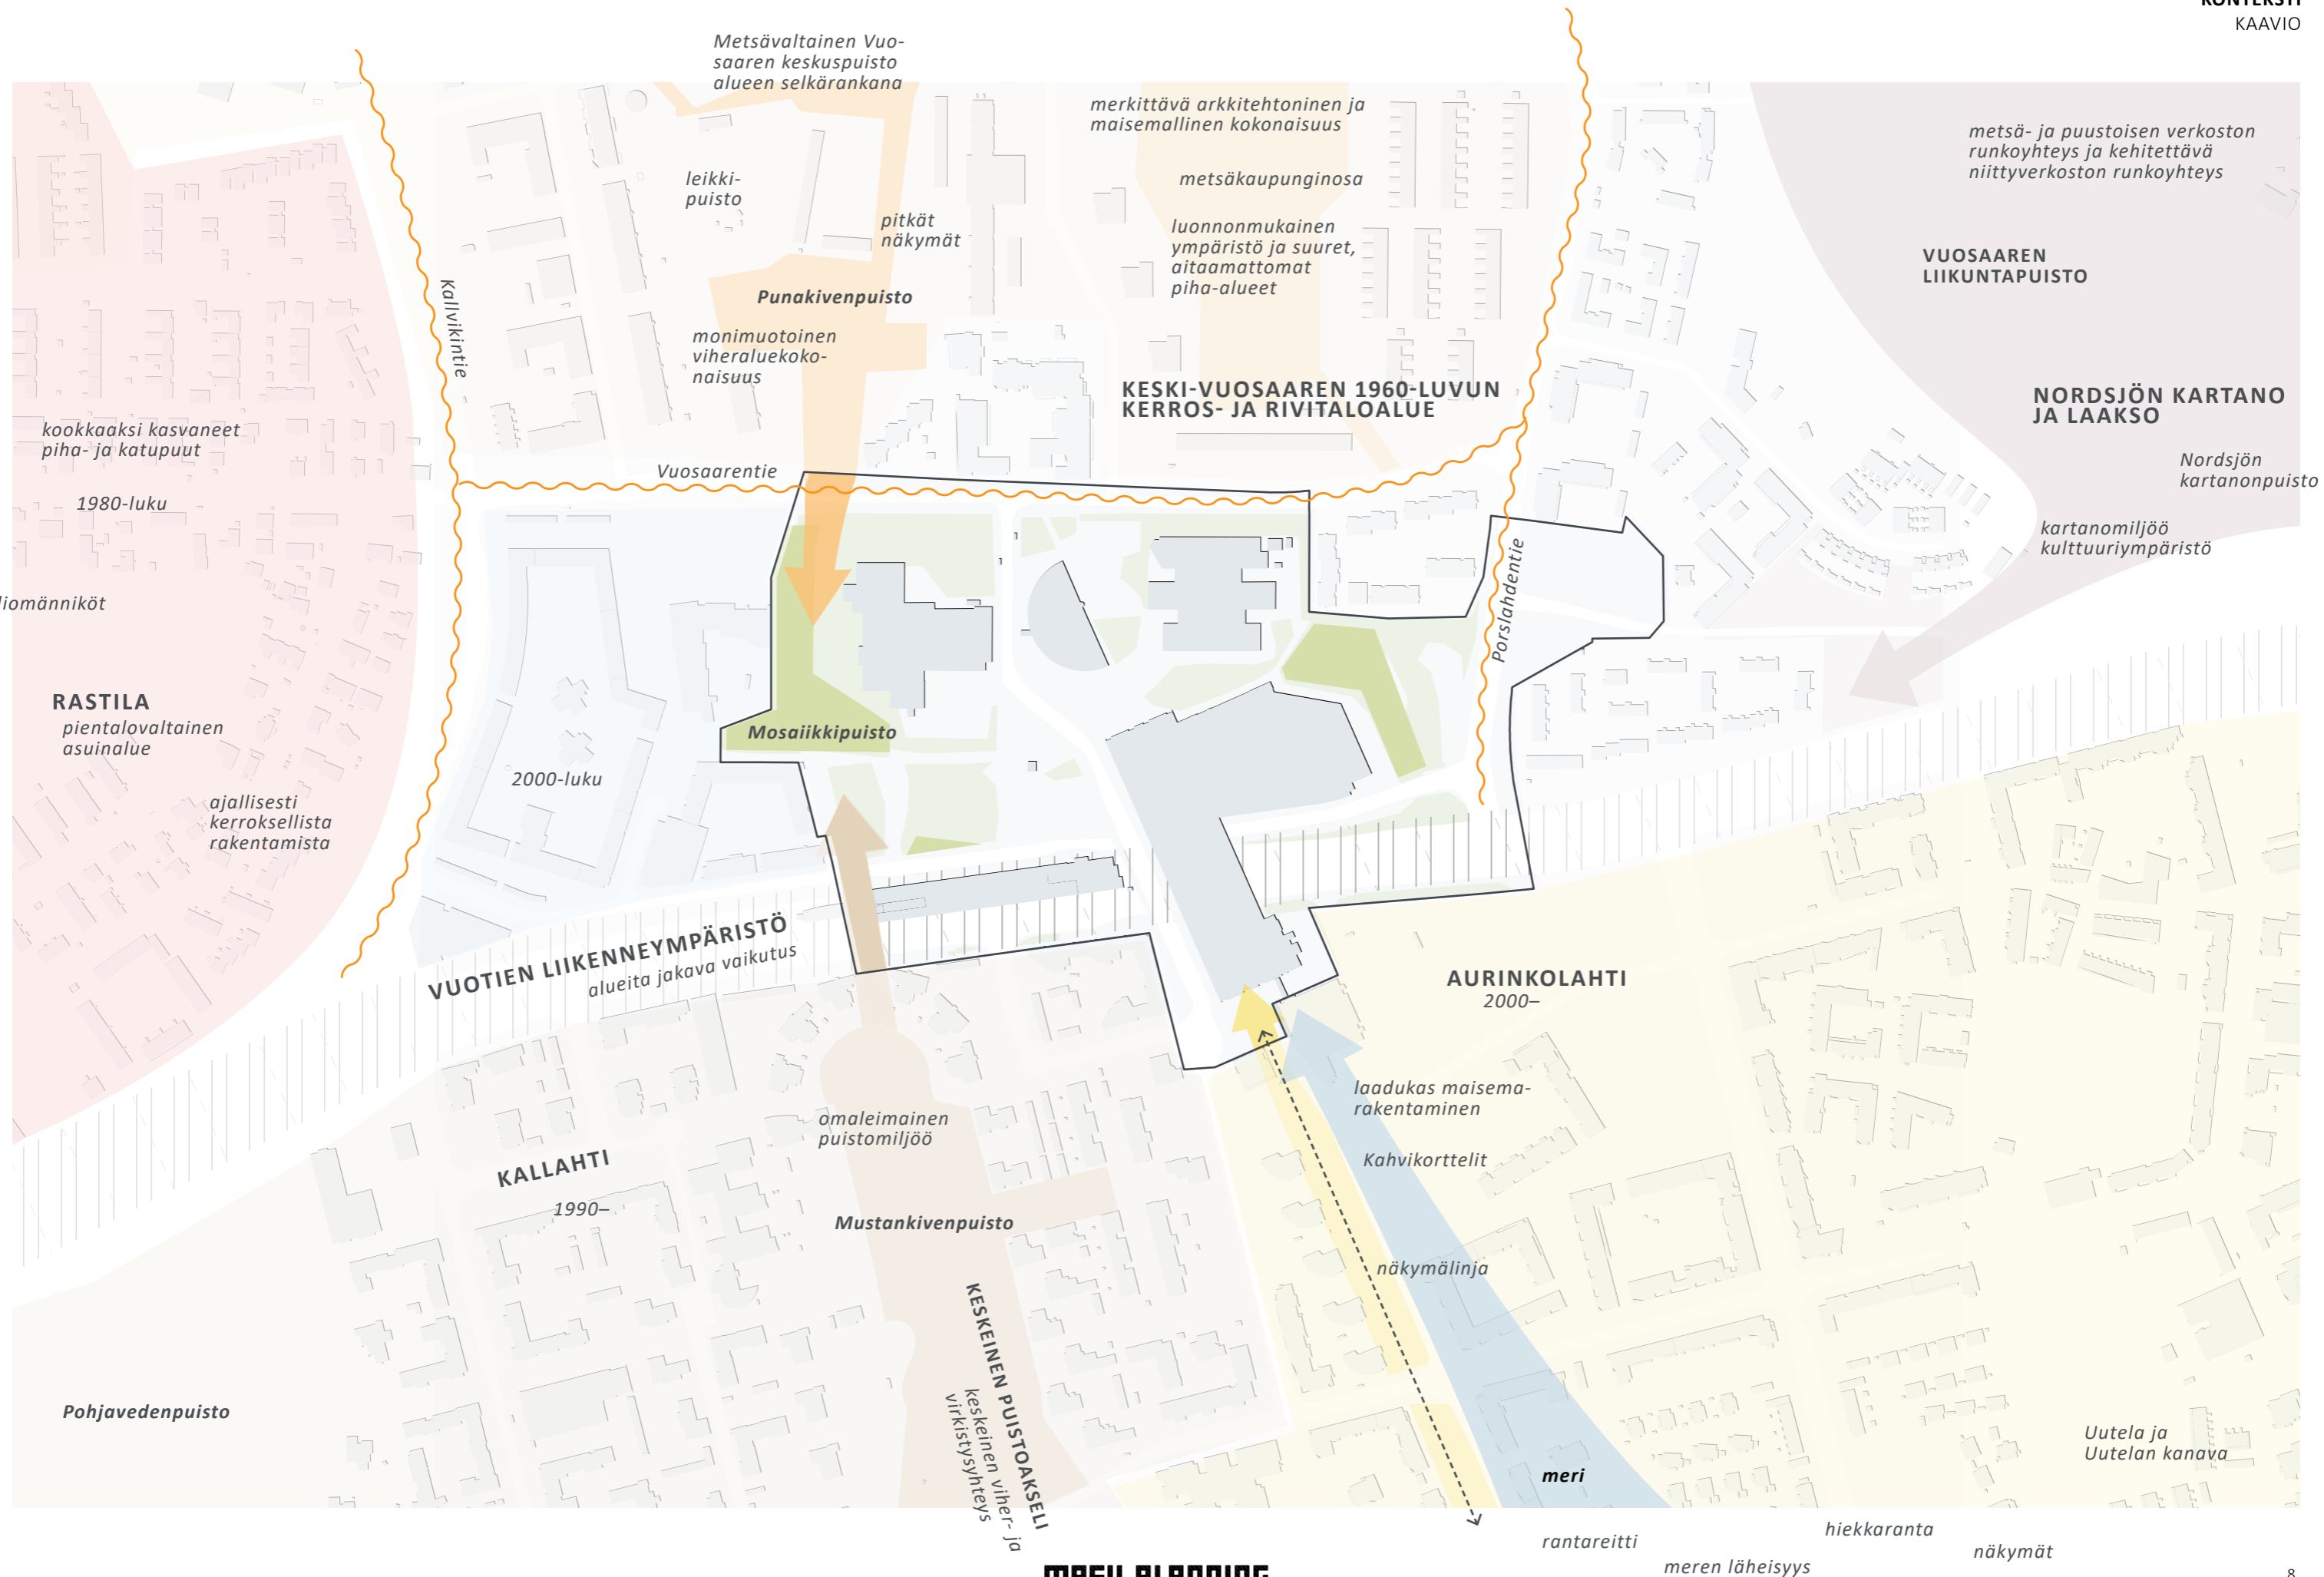 KONTEKSTI
KAAVIO
Metsävaltainen Vuo-
saaren keskuspuisto
alueen selkärankana
merkittävä arkkitehtoninen ja
maisemallinen kokonaisuus
metsä- ja puustoisen verkoston
runkoyhteys ja kehitettävä
niittyverkoston runkoyhteys
leikki-
puisto
metsäkaupunginosa
pitkät
näkymät
luonnonmukainen
ympäristö ja suuret,
aitaamattomat
piha-alueet
VUOSAAREN
LIIKUNTAPUISTO
Kallvikintie
Punakivenpuisto
monimuotoinen
viheraluekoko-
naisuus
KESKI-VUOSAAREN 1960-LUVUN
KERROS- JA RIVITALOALUE
NORDSJÖN KARTANO
JA LAAKSO
kookkaaksi kasvaneet
piha- ja katupuut
Nordsjön
kartanonpuisto
Vuosaarentie
1980-luku
kartanomiljöö
kulttuuriympäristö
Porslahdentie
liomänniköt
RASTILA
pientalovaltainen
asuinalue
Mosaiikkipuisto
2000-luku
ajallisesti
kerroksellista
rakentamista
VUOTIEN LIIKENNEYMPÄRISTÖ
alueita jakava vaikutus
AURINKOLAHTI
2000–
laadukas maisema-
rakentaminen
omaleimainen
puistomiljöö
Kahvikorttelit
KALLAHTI
1990–
Mustankivenpuisto
näkymälinja
KESKEINEN PUISTOAKSELI
keskeinen viher- ja
virkistysyhteys
Pohjavedenpuisto
Uutela ja
Uutelan kanava
meri
rantareitti
hiekkaranta
meren läheisyys
näkymät
MASU PLANNING
8